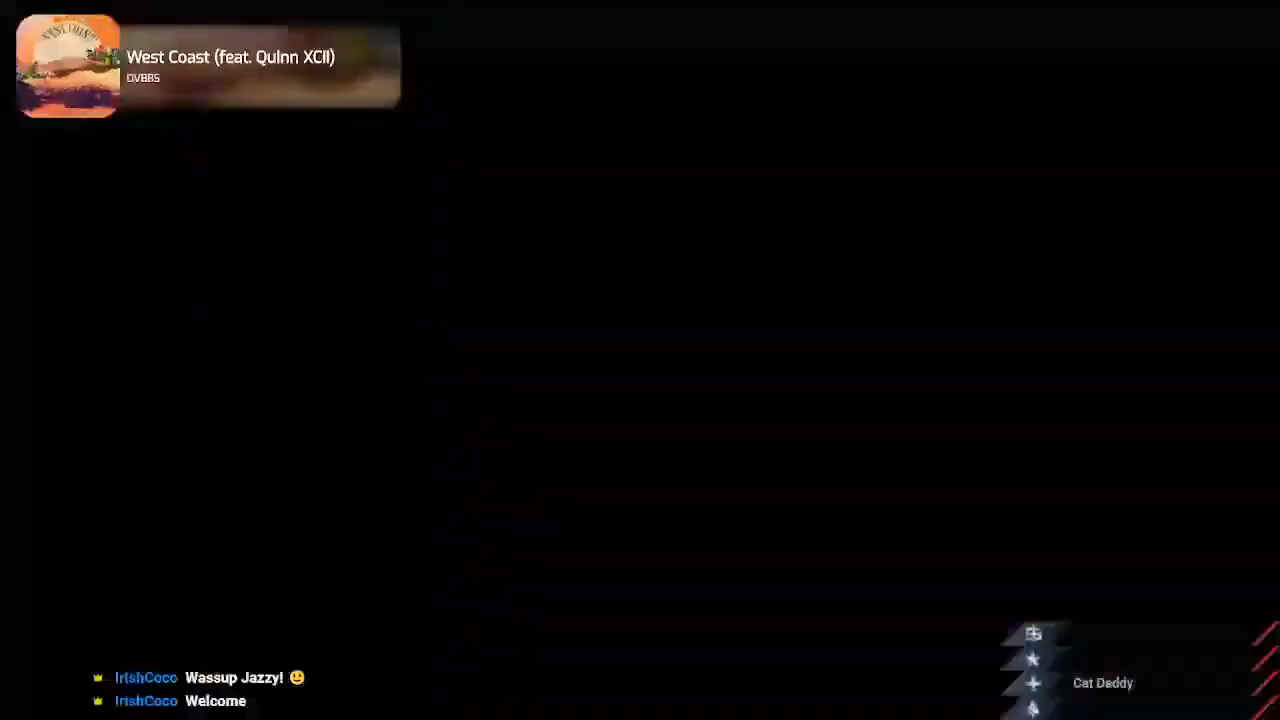 West Coast (feat. Quinn XCII)
DVBBS
IrishCoco Wassup Jazzy! 😃
IrishCoco Welcome
Cat Daddy